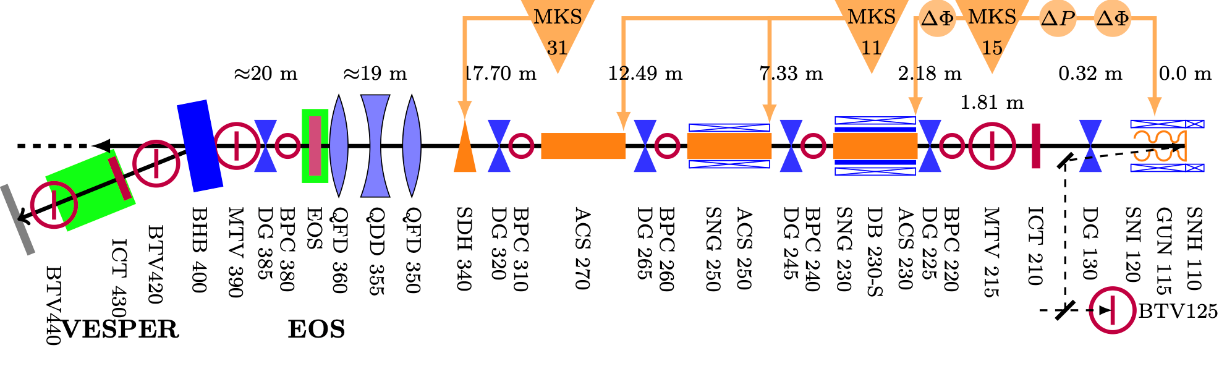 MKS
31
MKS
11
ΔΦ
MKS
15
ΔP
ΔΦ
≈20 m
≈19 m
17.70 m
12.49 m
7.33 m
2.18 m
1.81 m
0.32 m
0.0 m
BTV440
ICT 430
BTV420
BHB 400
MTV 390
DG 385
BPC 380
EOS
QFD 360
QDD 355
QFD 350
SDH 340
DG 320
BPC 310
ACS 270
DG 265
BPC 260
SNG 250
ACS 250
DG 245
BPC 240
SNG 230
DB 230-S
ACS 230
DG 225
BPC 220
MTV 215
ICT 210
DG 130
SNI 120
GUN 115
SNH 110
BTV125
VESPER
EOS